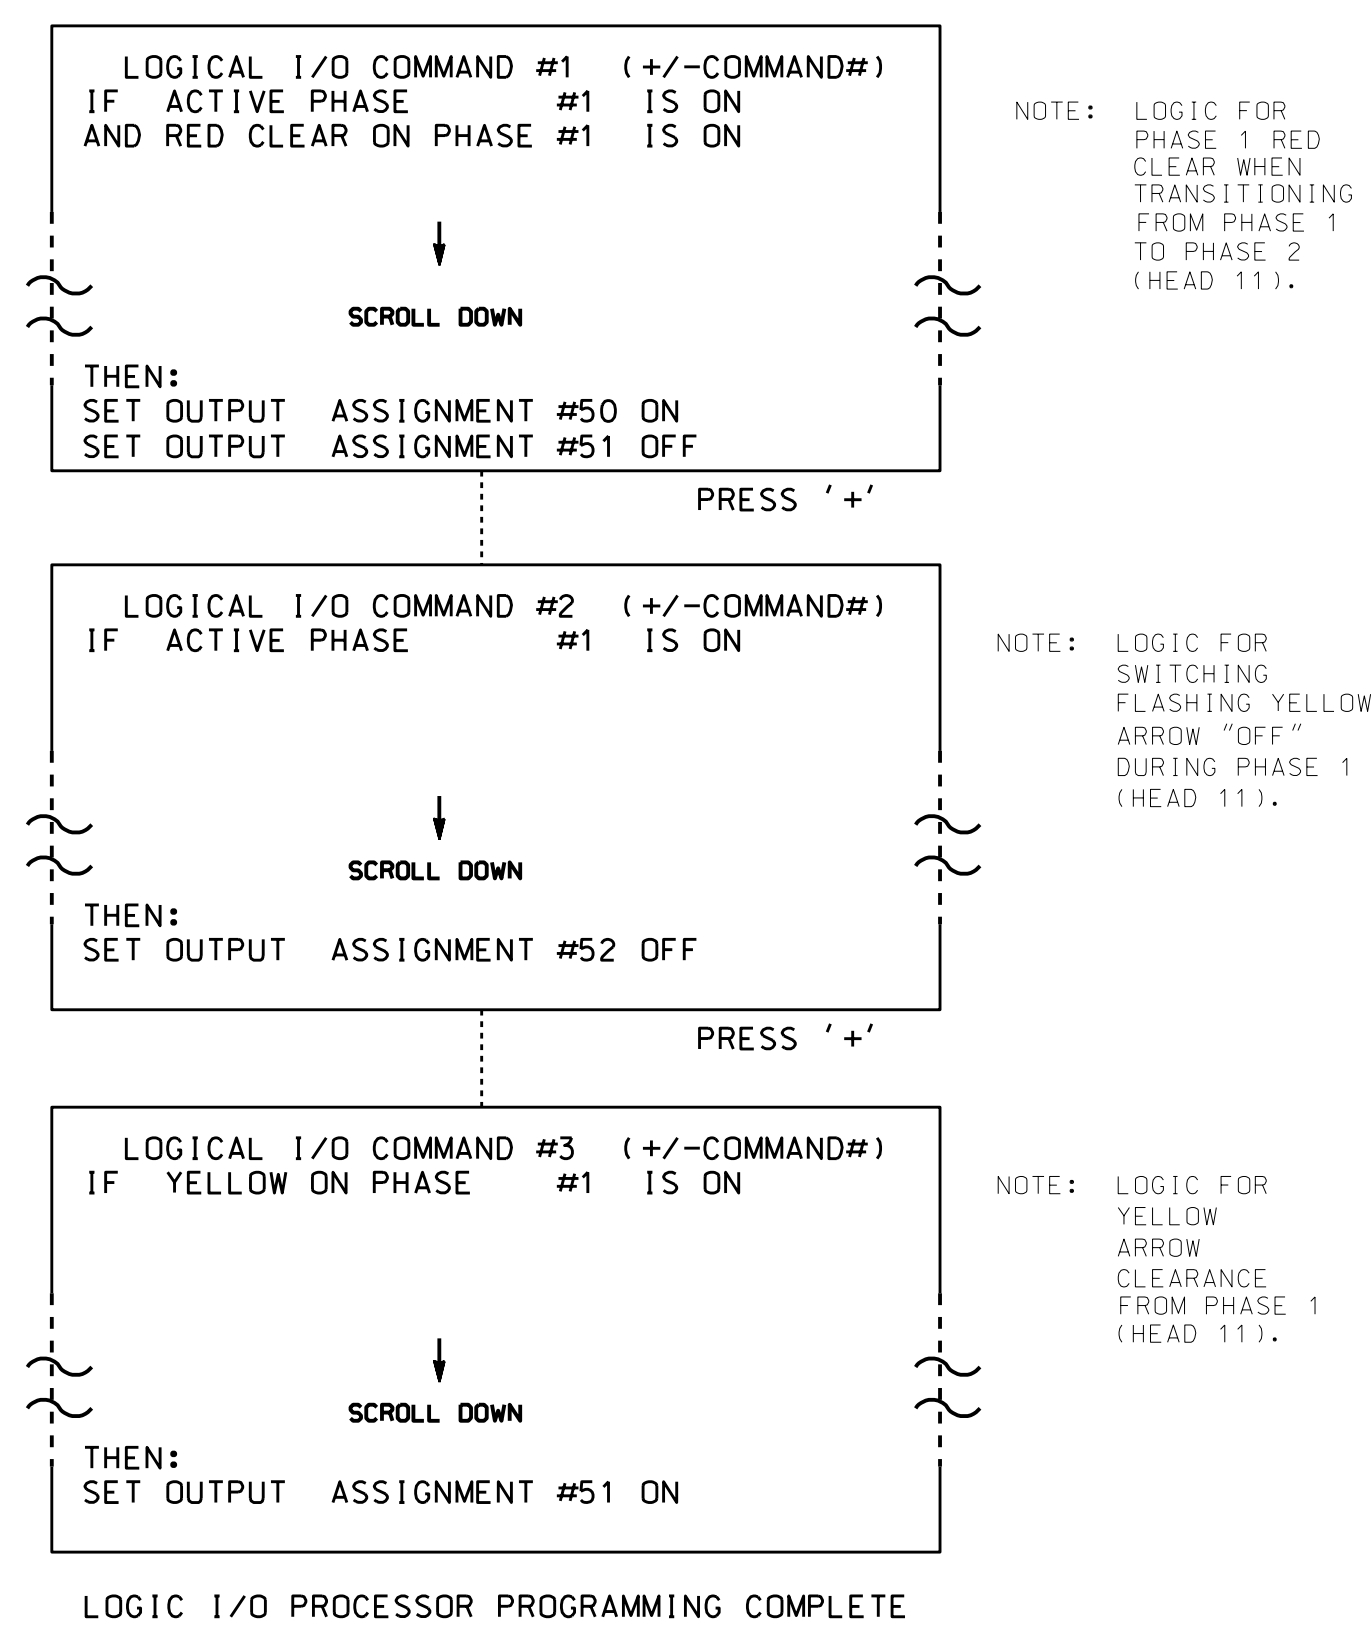 LOGICAL I/O COMMAND #1 (+/-COMMAND#)
IF ACTIVE PHASE #1 IS ON
AND RED CLEAR ON PHASE #1 IS ON
SCROLL DOWN
THEN:
SET OUTPUT ASSIGNMENT #50 ON
SET OUTPUT ASSIGNMENT #51 OFF
NOTE: LOGIC FOR
PHASE 1 RED
CLEAR WHEN
TRANSITIONING
FROM PHASE 1
TO PHASE 2
(HEAD 11).
PRESS '+'
LOGICAL I/O COMMAND #2 (+/-COMMAND#)
IF ACTIVE PHASE #1 IS ON
SCROLL DOWN
THEN:
SET OUTPUT ASSIGNMENT #52 OFF
NOTE: LOGIC FOR
SWITCHING
FLASHING YELLOW
ARROW "OFF"
DURING PHASE 1
(HEAD 11).
PRESS '+'
LOGICAL I/O COMMAND #3 (+/-COMMAND#)
IF YELLOW ON PHASE #1 IS ON
SCROLL DOWN
THEN:
SET OUTPUT ASSIGNMENT #51 ON
NOTE: LOGIC FOR
YELLOW
ARROW
CLEARANCE
FROM PHASE 1
(HEAD 11).
LOGIC I/O PROCESSOR PROGRAMMING COMPLETE